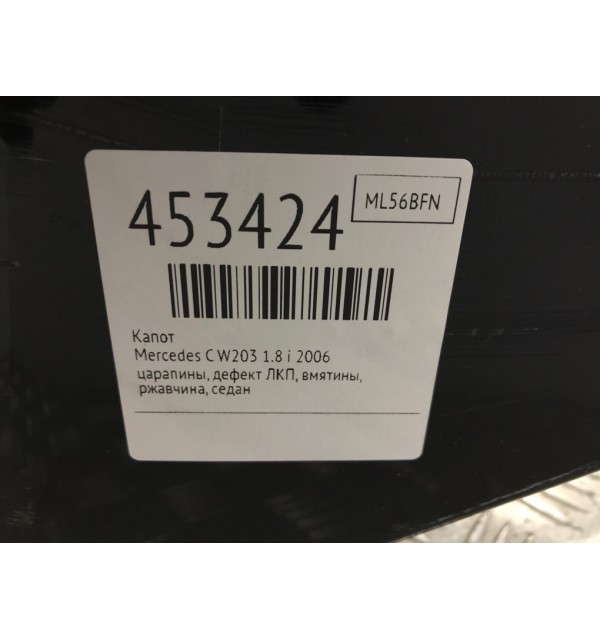 453424
ML56BFN
Капот
Mercedes C W203 1.8 i 2006
царапины, дефект ЛКП, вмятины,
ржавчина, седан